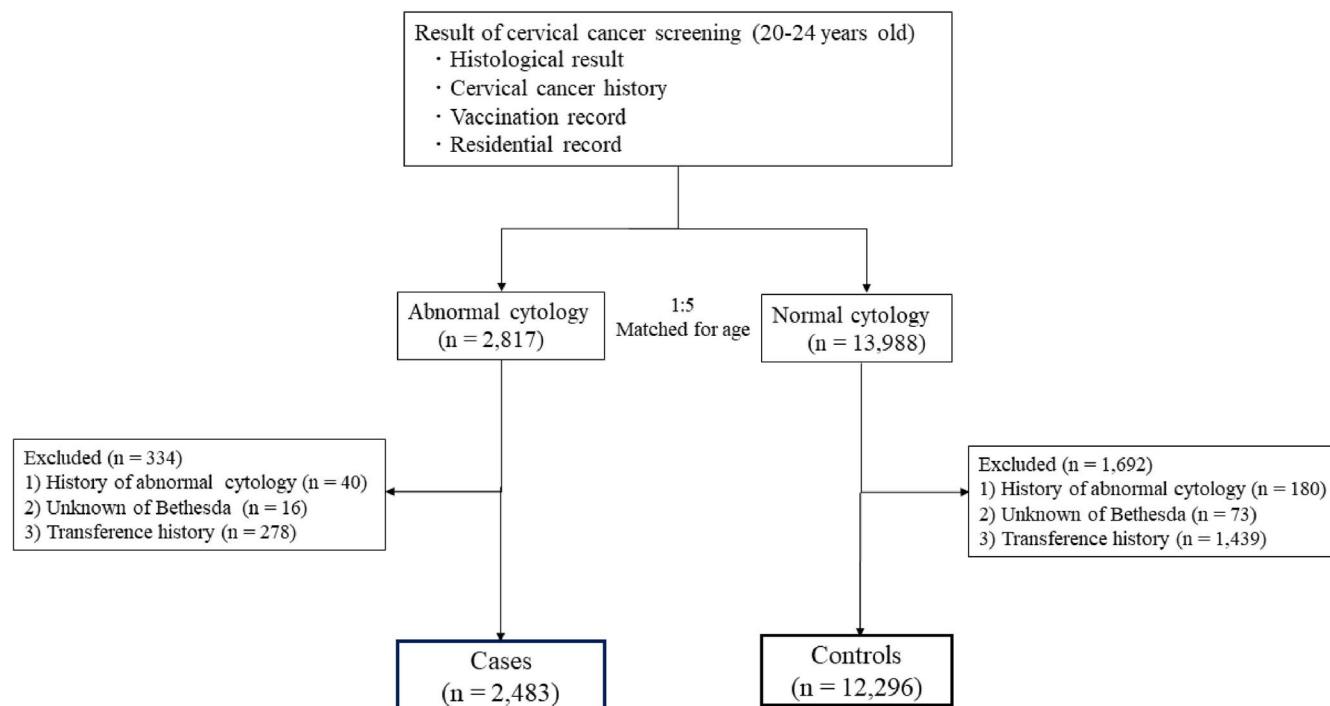 Result of cervical cancer screening (20-24 years old)
・Histological result
・Cervical cancer history
・Vaccination record
・Residential record
Abnormal cytology
(n = 2,817)
1:5
Matched for age
Normal cytology
(n = 13,988)
Excluded (n = 334)
1) History of abnormal cytology (n = 40)
2) Unknown of Bethesda (n = 16)
3) Transference history (n = 278)
Excluded (n = 1,692)
1) History of abnormal cytology (n = 180)
2) Unknown of Bethesda (n = 73)
3) Transference history (n = 1,439)
Cases
(n = 2,483)
Controls
(n = 12,296)